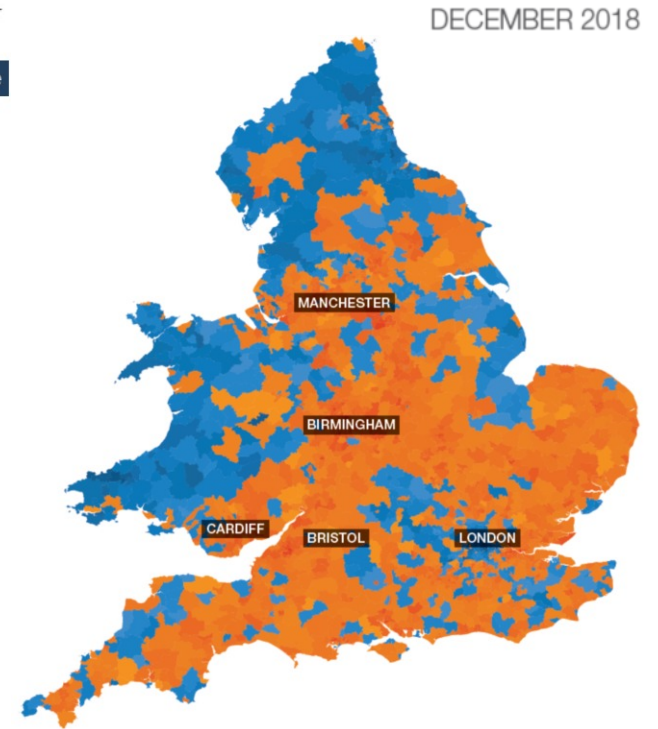 DECEMBER 2018
MANCHESTER
BIRMINGHAM
CARDIFF
BRISTOL
LONDON